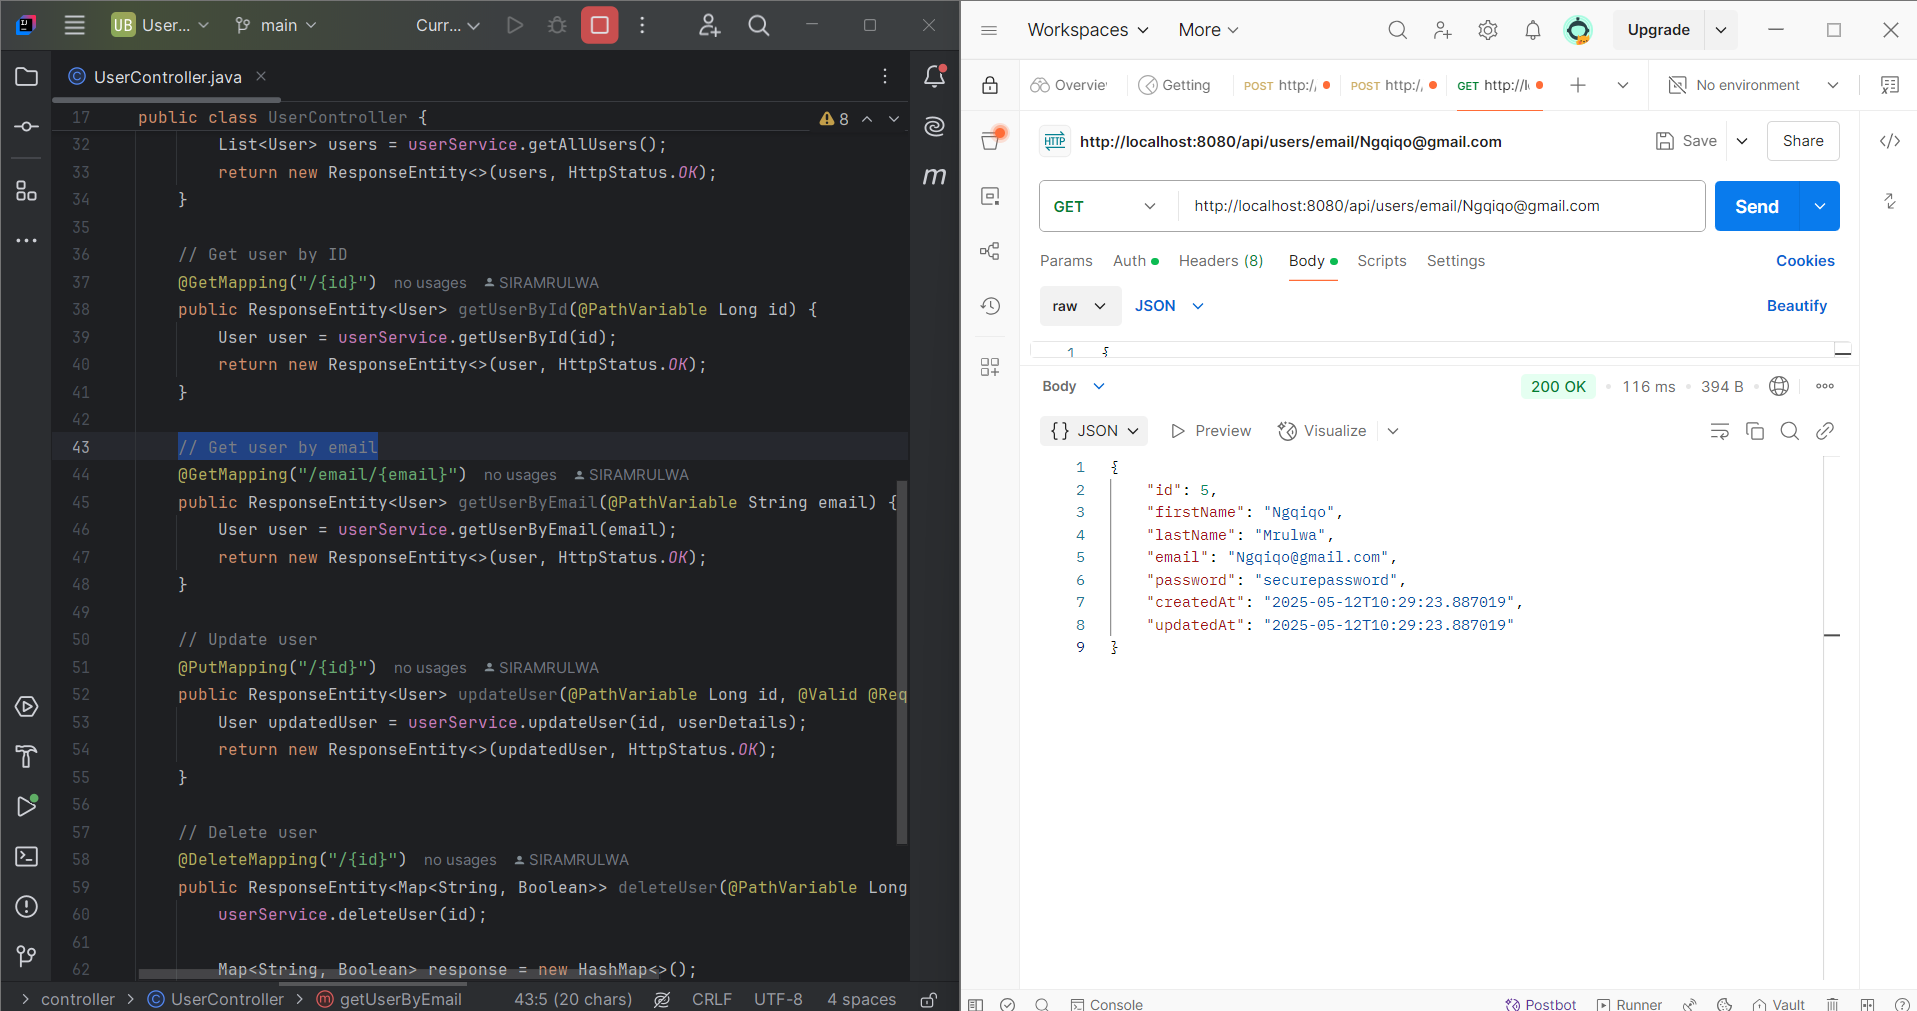 UB User...
main
Curr...
UserController.java
17 public class UserController {
8
32 List<User> users = userService.getAllUsers();
33 return new ResponseEntity<>(users, HttpStatus.OK);
34 }
35
36 // Get user by ID
37 @GetMapping("/{id}") no usages SIRAMRULWA
38 public ResponseEntity<User> getUserById(@PathVariable Long id) {
39 User user = userService.getUserById(id);
40 return new ResponseEntity<>(user, HttpStatus.OK);
41 }
42
43 // Get user by email
44 @GetMapping("/email/{email}") no usages SIRAMRULWA
45 public ResponseEntity<User> getUserByEmail(@PathVariable String email) {
46 User user = userService.getUserByEmail(email);
47 return new ResponseEntity<>(user, HttpStatus.OK);
48 }
49
50 // Update user
51 @PutMapping("/{id}") no usages SIRAMRULWA
52 public ResponseEntity<User> updateUser(@PathVariable Long id, @Valid @Req
53 User updatedUser = userService.updateUser(id, userDetails);
54 return new ResponseEntity<>(updatedUser, HttpStatus.OK);
55 }
56
57 // Delete user
58 @DeleteMapping("/{id}") no usages SIRAMRULWA
59 public ResponseEntity<Map<String, Boolean>> deleteUser(@PathVariable Long
60 userService.deleteUser(id);
61
62 Map<String, Boolean> response = new HashMap<>();
m
controller > UserController > getUserByEmail 43:5 (20 chars) CRLF UTF-8 4 spaces
Workspaces More Upgrade
Overvie Getting POST http:/ POST http:/ GET http://l No environment
HTTP http://localhost:8080/api/users/email/Ngqiqo@gmail.com Save Share
GET http://localhost:8080/api/users/email/Ngqiqo@gmail.com Send
Params Auth Headers (8) Body Scripts Settings Cookies
raw JSON Beautify
1 {
Body 200 OK 116 ms 394 B
{} JSON Preview Visualize
1 {
2 "id": 5,
3 "firstName": "Ngqiqo",
4 "lastName": "Mrulwa",
5 "email": "Ngqiqo@gmail.com",
6 "password": "securepassword",
7 "createdAt": "2025-05-12T10:29:23.887019",
8 "updatedAt": "2025-05-12T10:29:23.887019"
9 }
Console Postbot Runner Vault